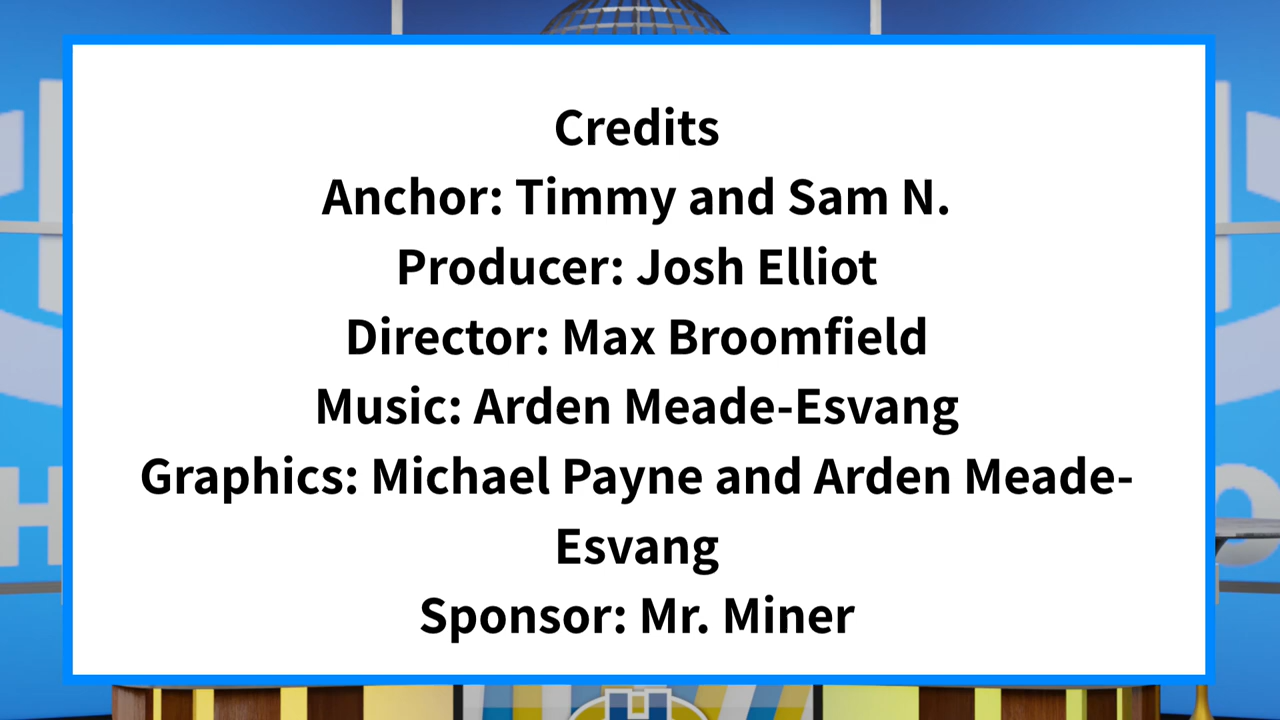 Credits
Anchor: Timmy and Sam N.
Producer: Josh Elliot
Director: Max Broomfield
Music: Arden Meade-Esvang
Graphics: Michael Payne and Arden Meade-
Esvang
Sponsor: Mr. Miner